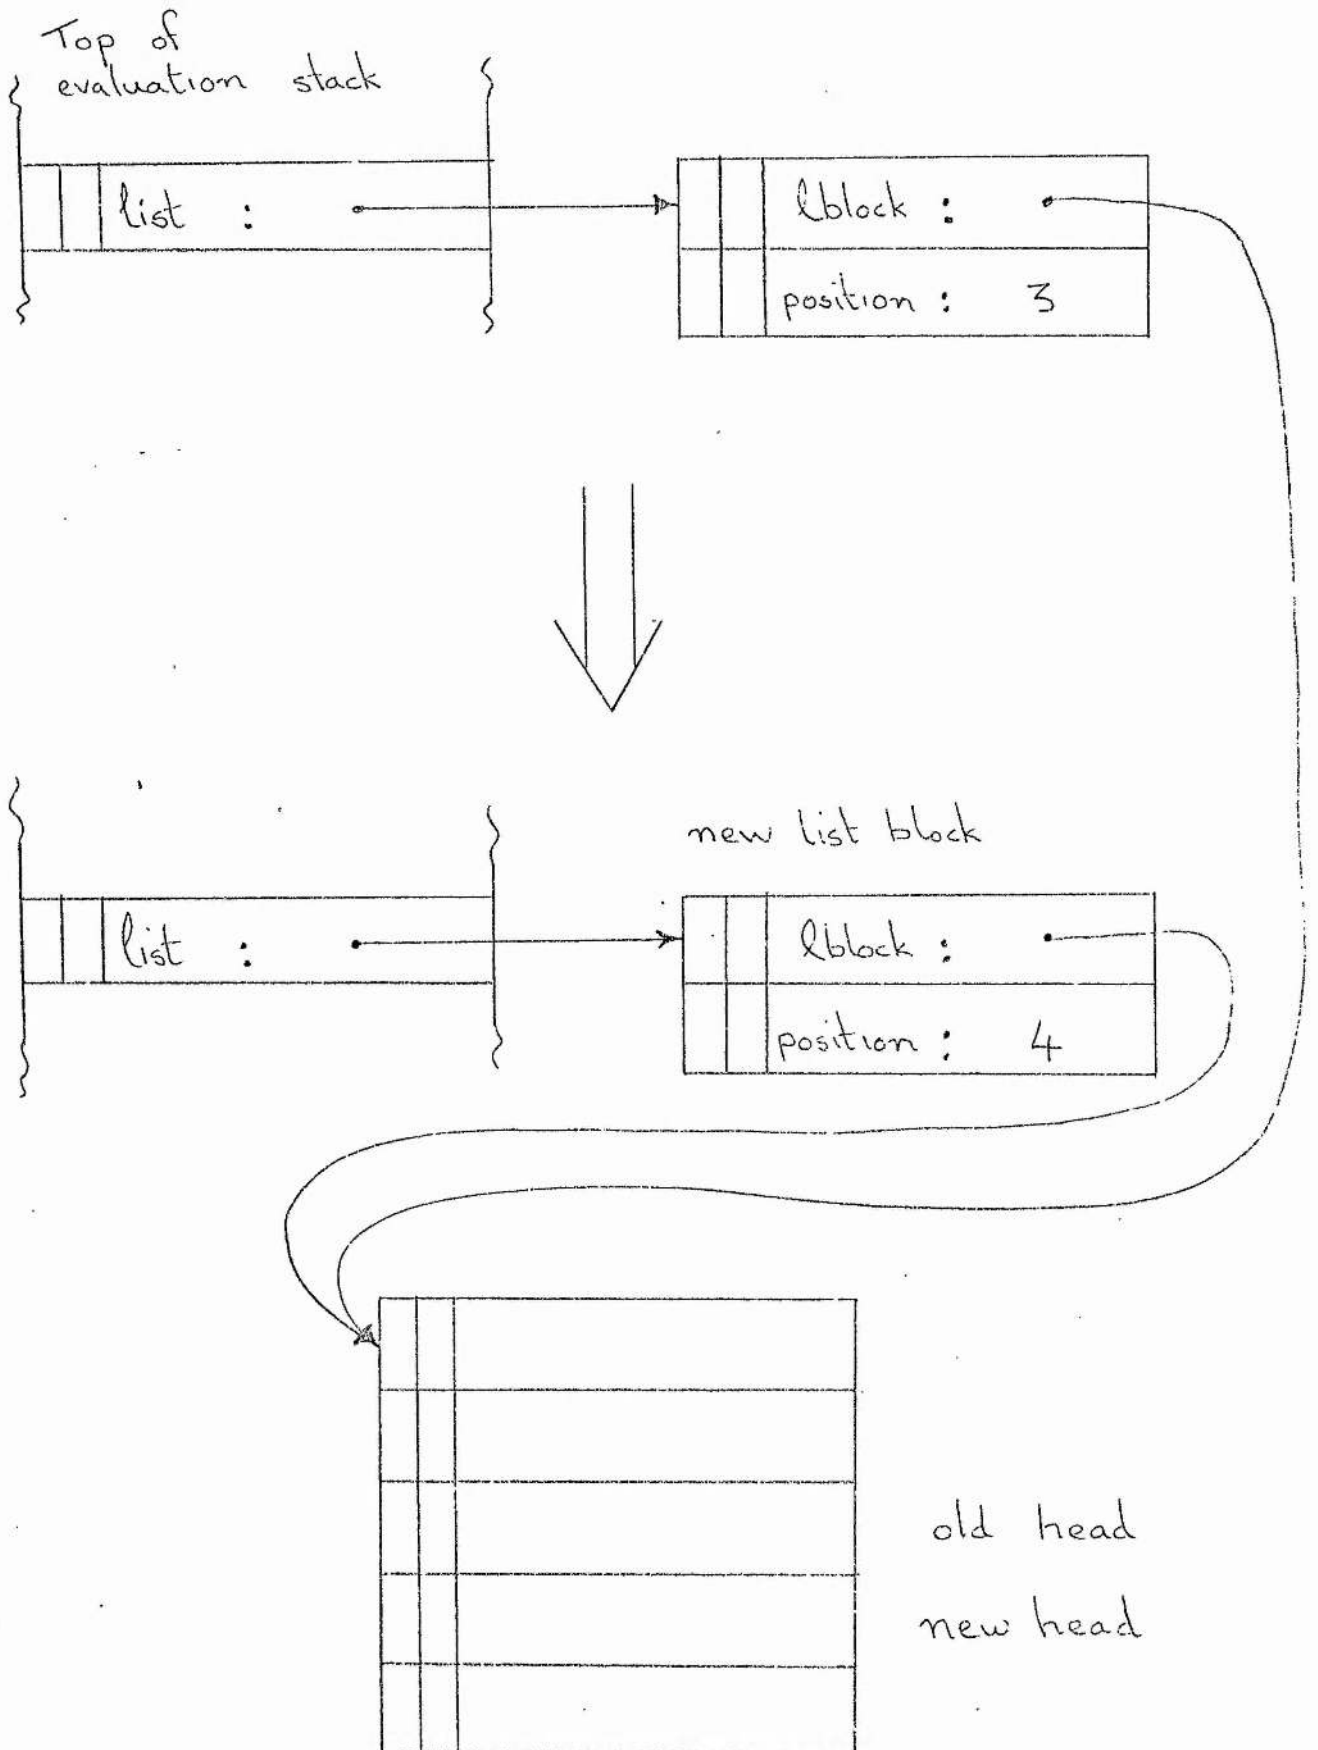 Top of
evaluation stack
list :
lblock :
position : 3
new list block
list :
lblock :
position : 4
old head
new head